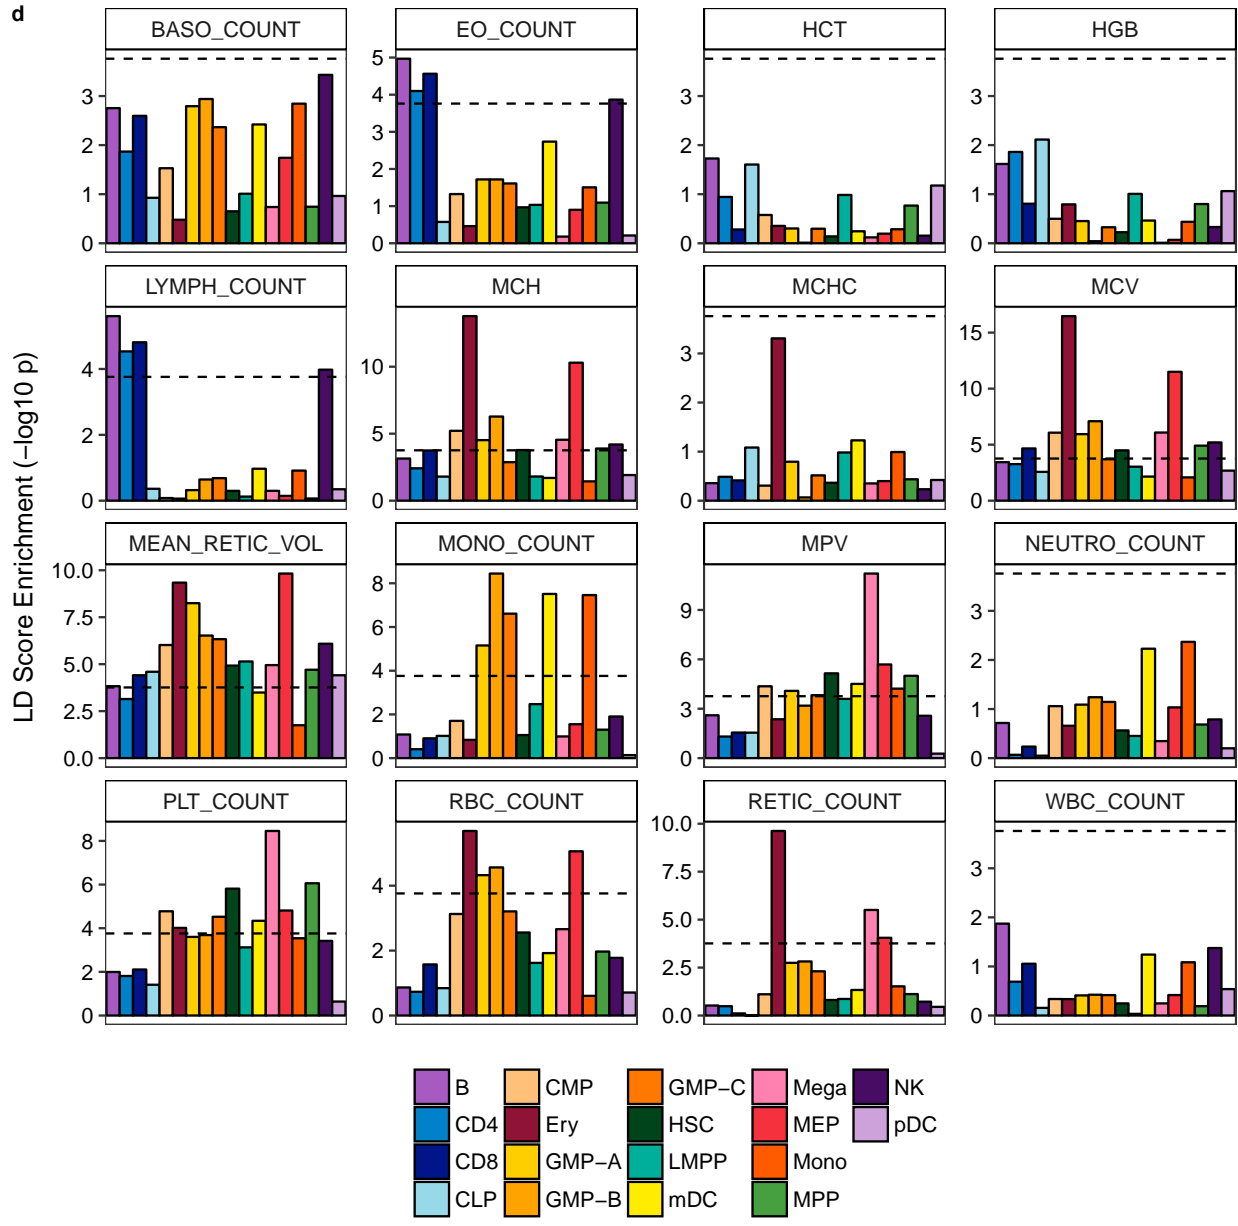 d
BASO_COUNT
EO_COUNT
HCT
HGB
3
2
1
0
5
4
3
2
1
0
3
2
1
0
3
2
1
0
LYMPH_COUNT
MCH
MCHC
MCV
4
2
0
10
5
0
3
2
1
0
15
10
5
0
LD Score Enrichment (−log10 p)
MEAN_RETIC_VOL
MONO_COUNT
MPV
NEUTRO_COUNT
10.0
7.5
5.0
2.5
0.0
8
6
4
2
0
9
6
3
0
3
2
1
0
PLT_COUNT
RBC_COUNT
RETIC_COUNT
WBC_COUNT
8
6
4
2
0
4
2
0
10.0
7.5
5.0
2.5
0.0
3
2
1
0
B
CMP
GMP−C
Mega
NK
CD4
Ery
HSC
MEP
pDC
CD8
GMP−A
LMPP
Mono
CLP
GMP−B
mDC
MPP